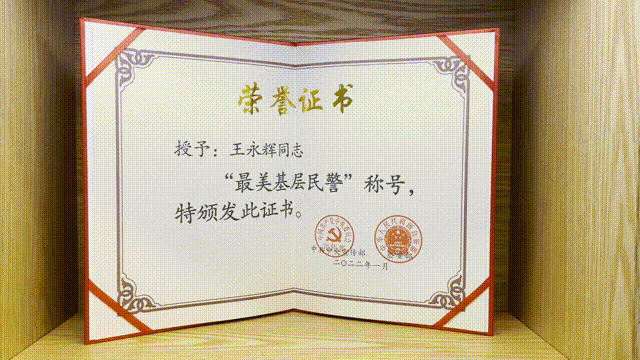 荣誉证书
授予：王永辉同志
“最美基层民警”称号，
特颁发此证书。
二〇二二年一月